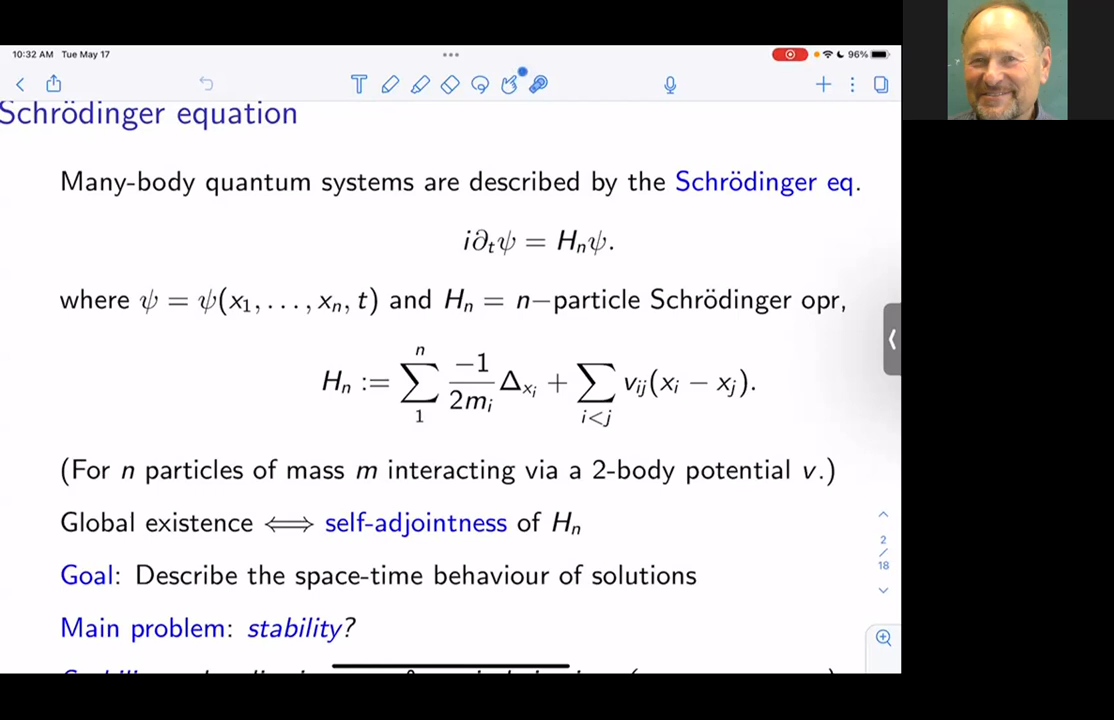 10:32 AM Tue May 17
96%
Schrödinger equation
Many-body quantum systems are described by the Schrödinger eq.
i∂ₜψ = Hₙψ.
where ψ = ψ(x₁, . . . , xₙ, t) and Hₙ = n−particle Schrödinger opr,
Hₙ := ∑₁ⁿ −1/2mᵢ Δₓᵢ + ∑ᵢ<ⱼ vᵢⱼ(xᵢ − xⱼ).
(For n particles of mass m interacting via a 2-body potential v.)
Global existence ⟺ self-adjointness of Hₙ
2
/
18
Goal: Describe the space-time behaviour of solutions
Main problem: stability?